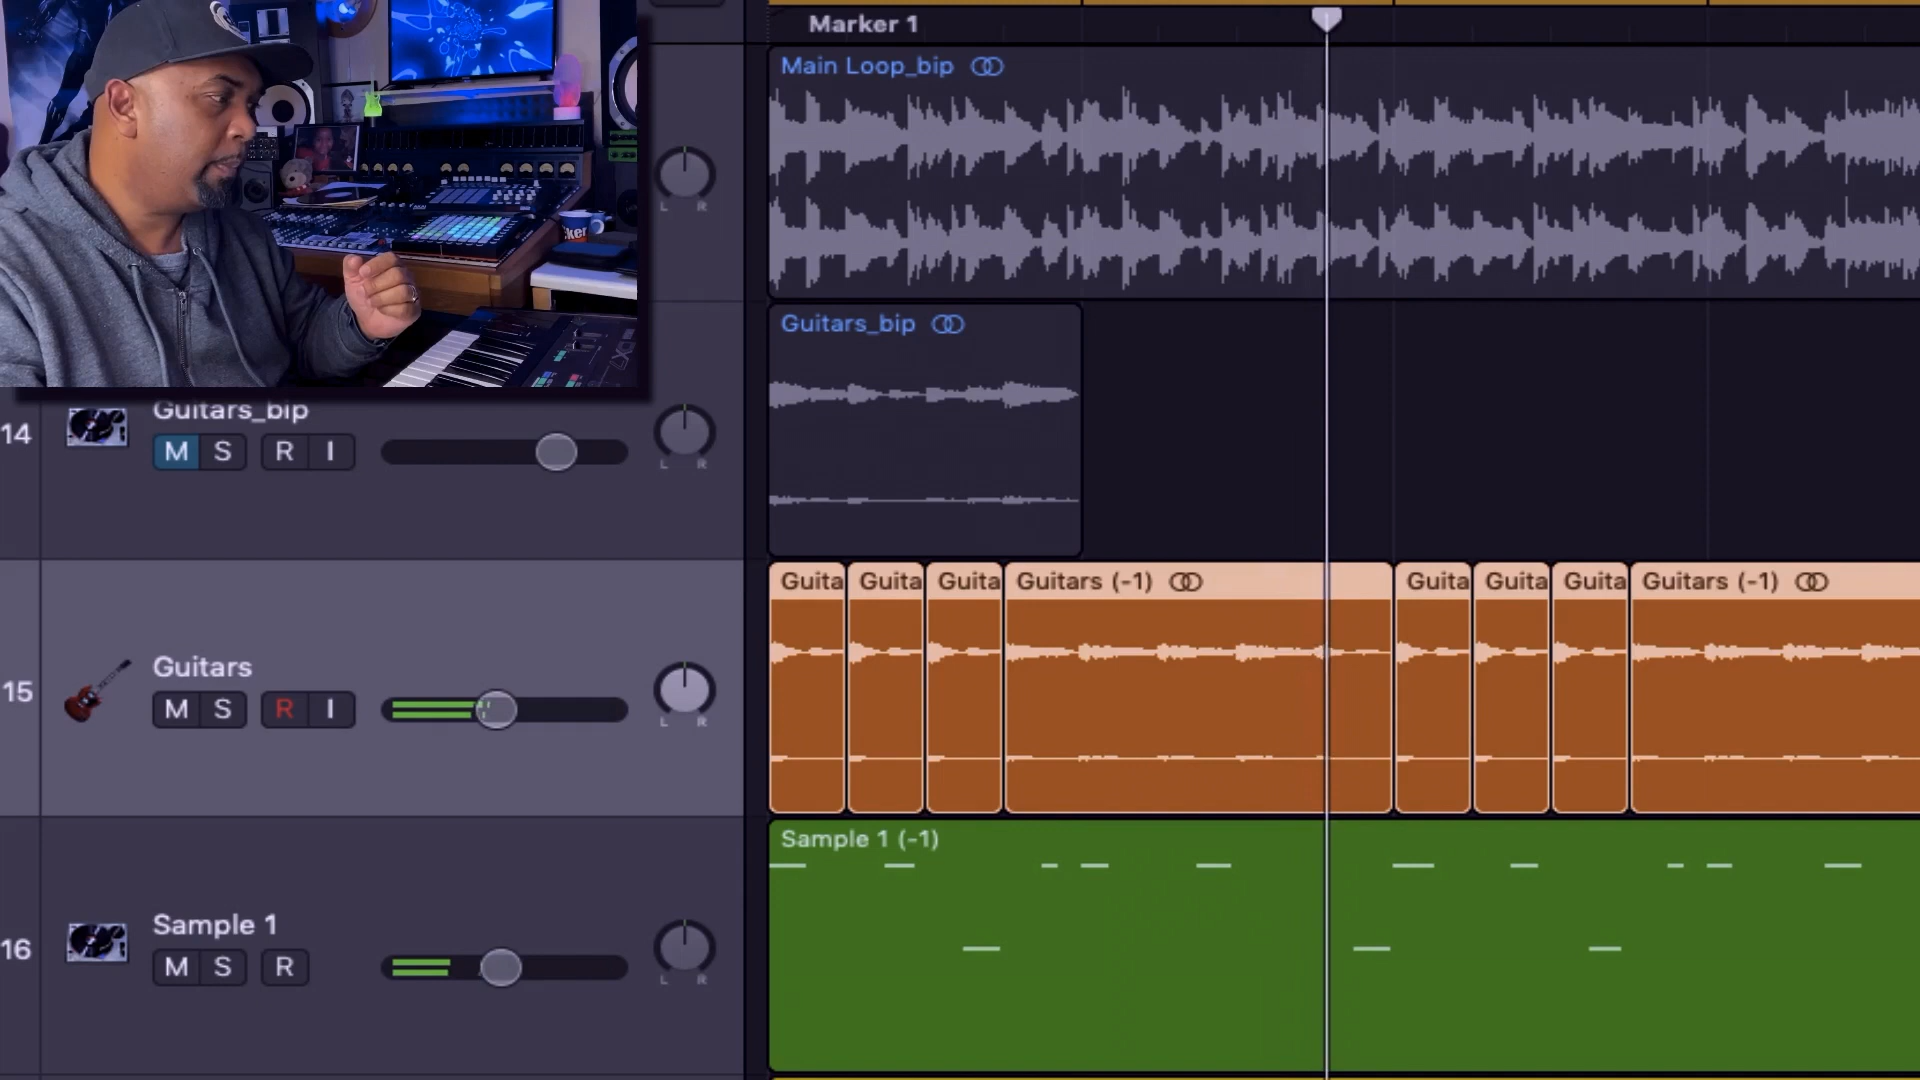 Marker 1
Main Loop_bip
L R
Guitars_bip
ker
14
Guitars_bip
M S R I
L R
Guita Guita Guita Guitars (-1) Guita Guita Guita Guitars (-1)
15
Guitars
M S R I
L R
Sample 1 (-1)
16
Sample 1
M S R
L R